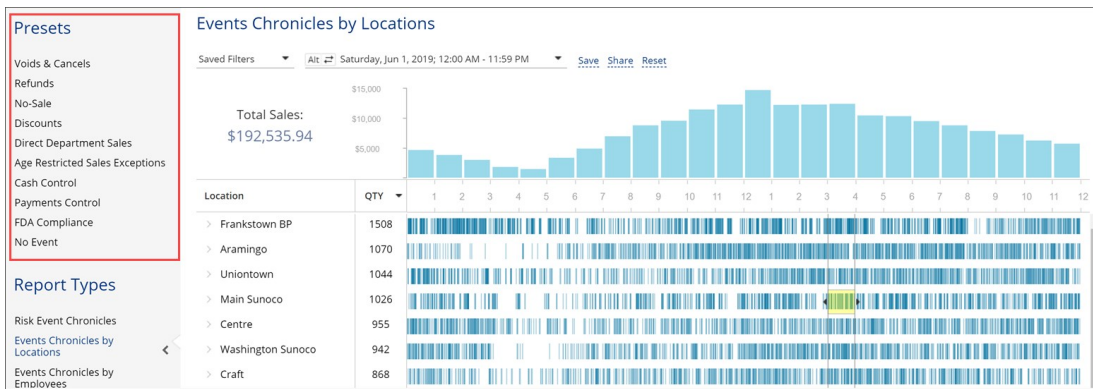 Presets
Voids & Cancels
Refunds
No-Sale
Discounts
Direct Department Sales
Age Restricted Sales Exceptions
Cash Control
Payments Control
FDA Compliance
No Event
Report Types
Risk Event Chronicles
Events Chronicles by
Locations
Events Chronicles by
Employees
Events Chronicles by Locations
Saved Filters
Alt Saturday, Jun 1, 2019; 12:00 AM - 11:59 PM
Save Share Reset
Total Sales:
$192,535.94
$15,000
$10,000
$5,000
Location QTY
1 2 3 4 5 6 7 8 9 10 11 12 1 2 3 4 5 6 7 8 9 10 11 12
Frankstown BP 1508
Aramingo 1070
Uniontown 1044
Main Sunoco 1026
Centre 955
Washington Sunoco 942
Craft 868